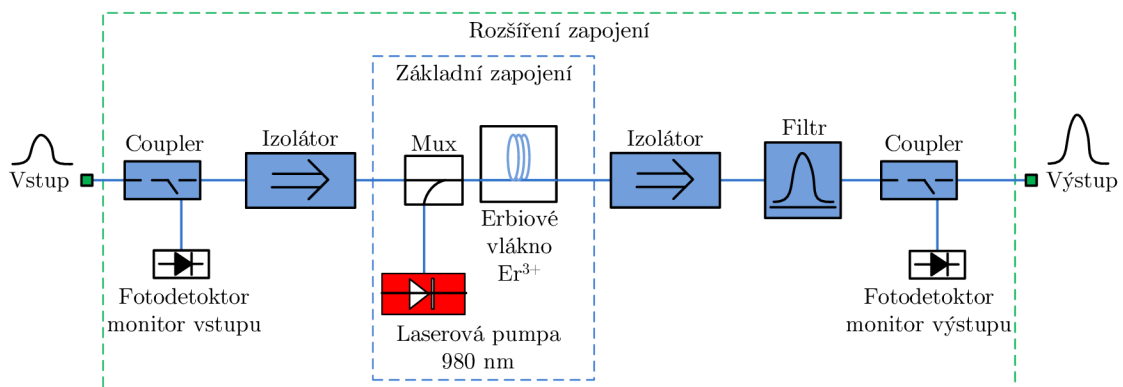 Rozšíření zapojení
Základní zapojení
Coupler
Izolátor
Mux
Izolátor
Filtr
Coupler
Vstup
Výstup
Erbiové
vlákno
Er³⁺
Fotodetoktor
monitor vstupu
Laserová pumpa
980 nm
Fotodetoktor
monitor výstupu